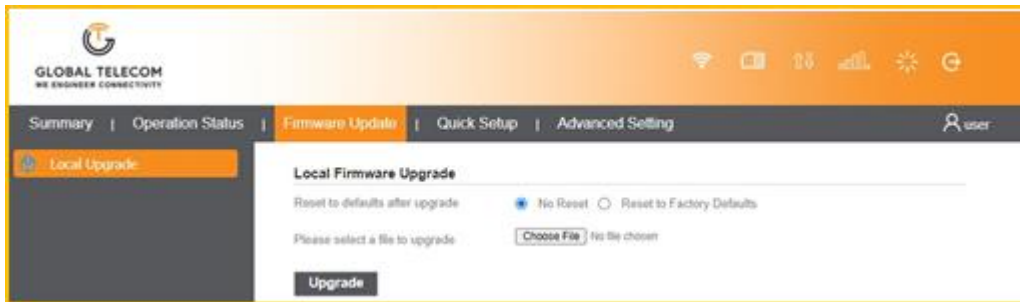 GLOBAL TELECOM
WE ENGINEER CONNECTIVITY
Summary | Operation Status | Firmware Update | Quick Setup | Advanced Setting user
Local Upgrade
Local Firmware Upgrade
Reset to defaults after upgrade No Reset Reset to Factory Defaults
Please select a file to upgrade Choose File No file chosen
Upgrade